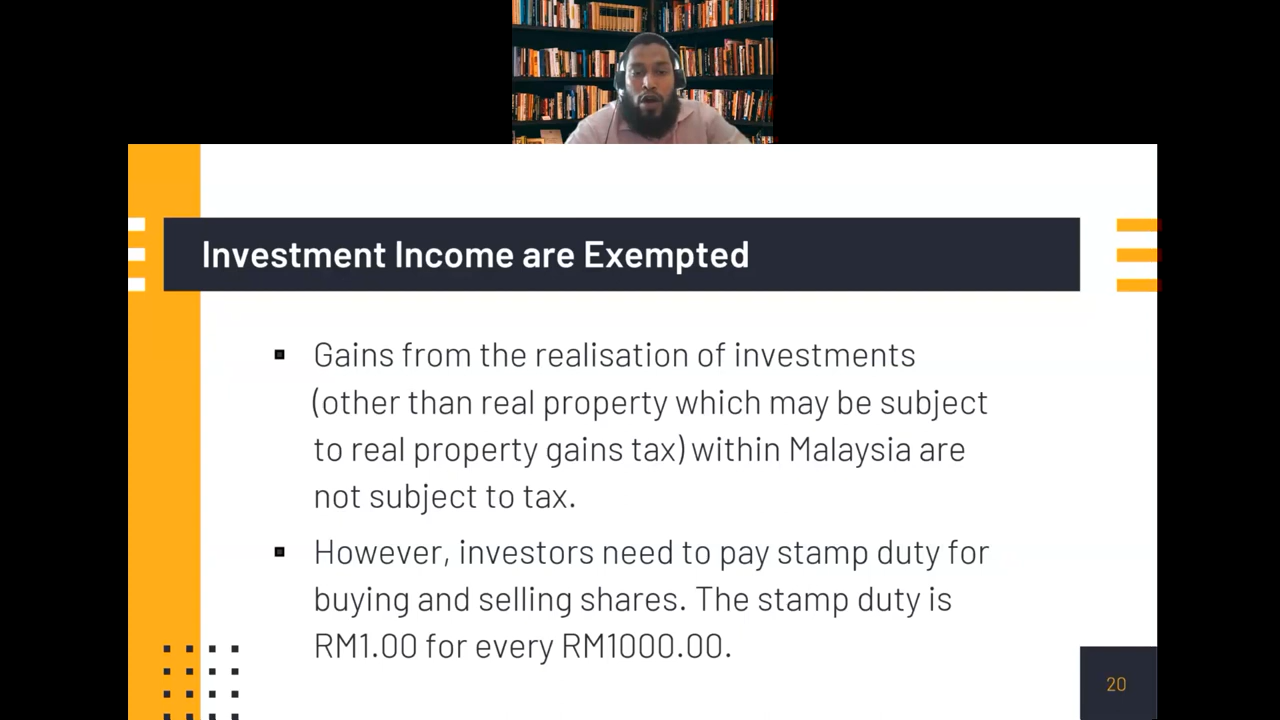 Investment Income are Exempted
Gains from the realisation of investments
(other than real property which may be subject
to real property gains tax) within Malaysia are
not subject to tax.
However, investors need to pay stamp duty for
buying and selling shares. The stamp duty is
RM1.00 for every RM1000.00.
20